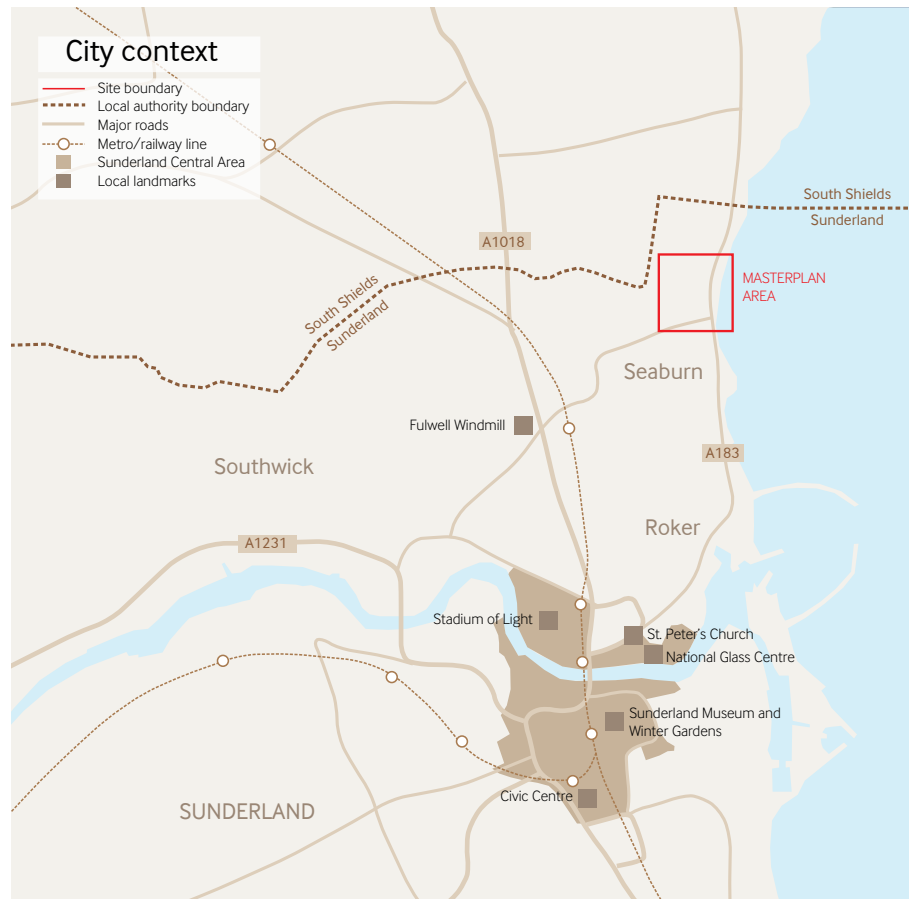 City context
Site boundary
Local authority boundary
Major roads
Metro/railway line
Sunderland Central Area
Local landmarks
South Shields
Sunderland
A1018
MASTERPLAN
AREA
South Shields
Sunderland
Seaburn
Fulwell Windmill
A183
Southwick
Roker
A1231
Stadium of Light
St. Peter's Church
National Glass Centre
Sunderland Museum and
Winter Gardens
Civic Centre
SUNDERLAND